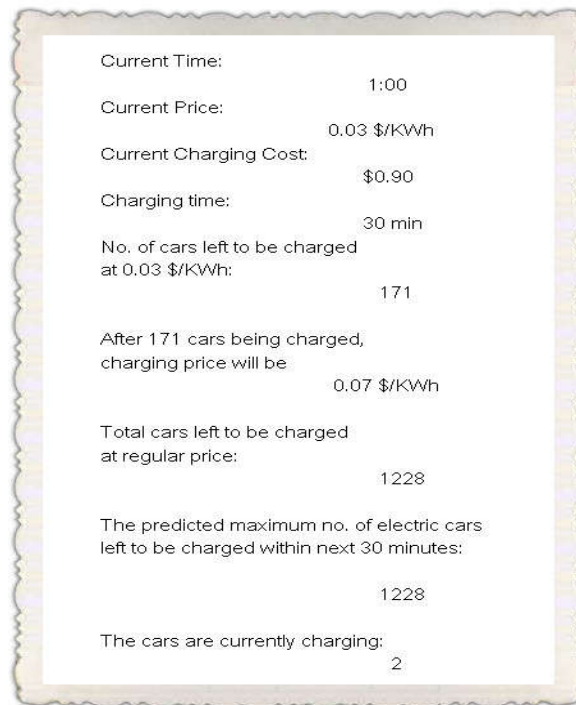 Current Time:
1:00
Current Price:
0.03 $/KWh
Current Charging Cost:
$0.90
Charging time:
30 min
No. of cars left to be charged
at 0.03 $/KWh:
171
After 171 cars being charged,
charging price will be
0.07 $/KWh
Total cars left to be charged
at regular price:
1228
The predicted maximum no. of electric cars
left to be charged within next 30 minutes:
1228
The cars are currently charging:
2